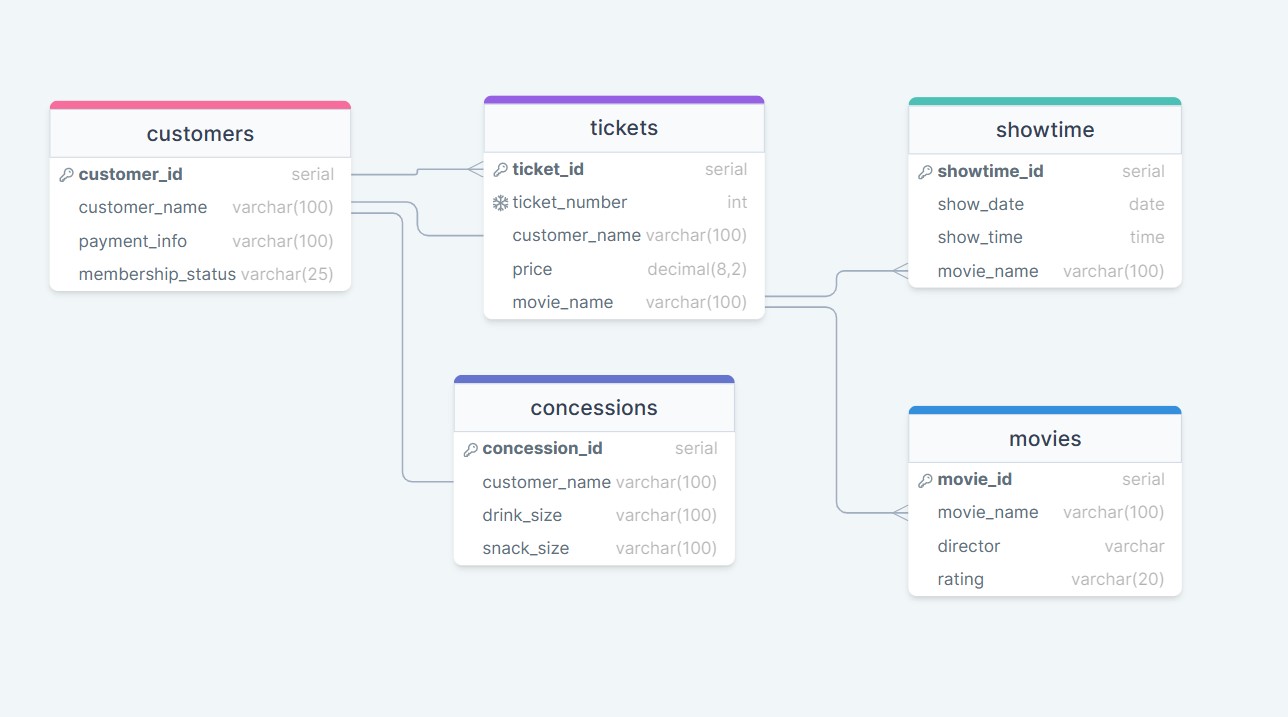 customers
customer_id serial
customer_name varchar(100)
payment_info varchar(100)
membership_status varchar(25)
tickets
ticket_id serial
ticket_number int
customer_name varchar(100)
price decimal(8,2)
movie_name varchar(100)
showtime
showtime_id serial
show_date date
show_time time
movie_name varchar(100)
concessions
concession_id serial
customer_name varchar(100)
drink_size varchar(100)
snack_size varchar(100)
movies
movie_id serial
movie_name varchar(100)
director varchar
rating varchar(20)